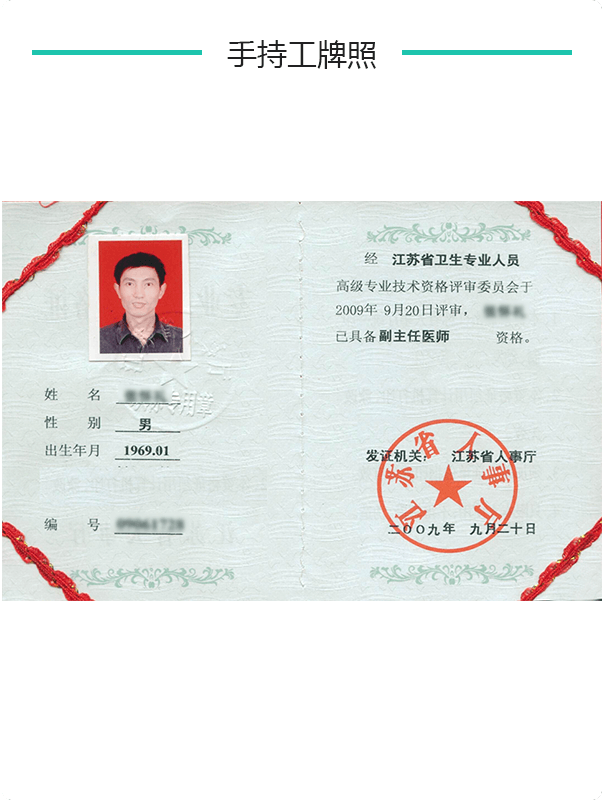 手持工牌照
姓 名
性 别 男
出生年月 1969.01
编 号
专用章
经 江苏省卫生专业人员
高级专业技术资格评审委员会于
2009年 9月20日评审,
已具备 副主任医师 资格。
发证机关: 江苏省人事厅
江苏省人事厅
二OO九年 九月二十日